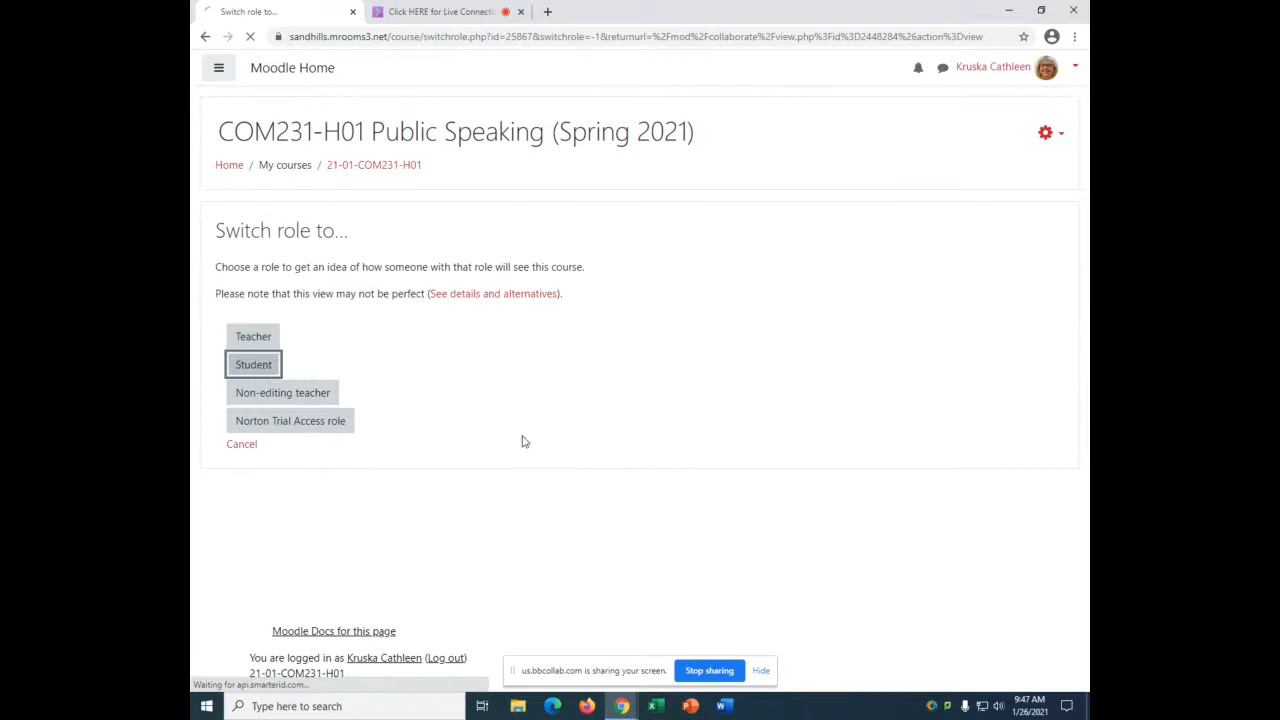 Switch role to...
Click HERE for Live Connecti
sandhills.mrooms3.net/course/switchrole.php?id=25867&switchrole=-1&returnurl=%2Fmod%2Fcollaborate%2Fview.php%3Fid%3D2448284%26action%3Dview
Moodle Home
Kruska Cathleen
COM231-H01 Public Speaking (Spring 2021)
Home / My courses / 21-01-COM231-H01
Switch role to...
Choose a role to get an idea of how someone with that role will see this course.
Please note that this view may not be perfect (See details and alternatives).
Teacher
Student
Non-editing teacher
Norton Trial Access role
Cancel
Moodle Docs for this page
You are logged in as Kruska Cathleen (Log out)
21-01-COM231-H01
us.bbcollab.com is sharing your screen.
Stop sharing
Hide
Waiting for api.smarterid.com...
Type here to search
9:47 AM
1/26/2021